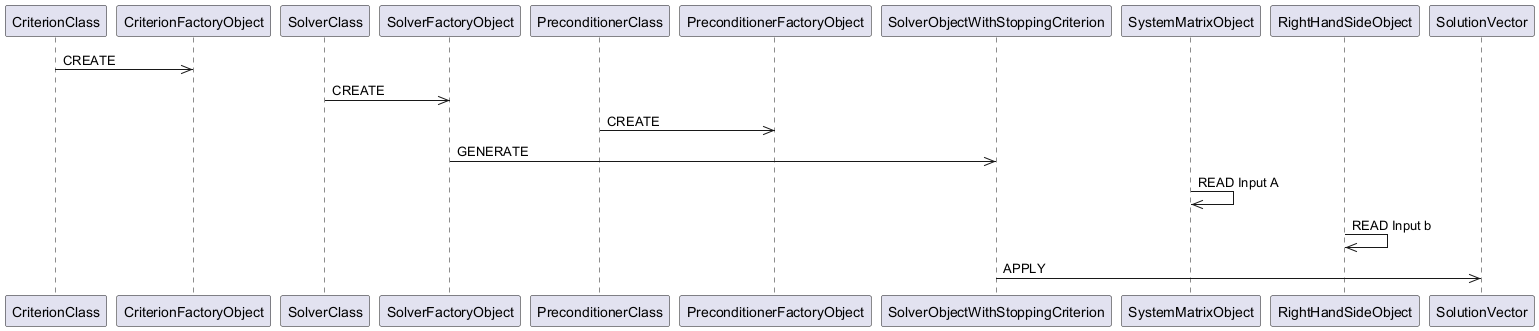 CriterionClass CriterionFactoryObject SolverClass SolverFactoryObject PreconditionerClass PreconditionerFactoryObject SolverObjectWithStoppingCriterion SystemMatrixObject RightHandSideObject SolutionVector
CREATE
CREATE
CREATE
GENERATE
READ Input A
READ Input b
APPLY
CriterionClass CriterionFactoryObject SolverClass SolverFactoryObject PreconditionerClass PreconditionerFactoryObject SolverObjectWithStoppingCriterion SystemMatrixObject RightHandSideObject SolutionVector